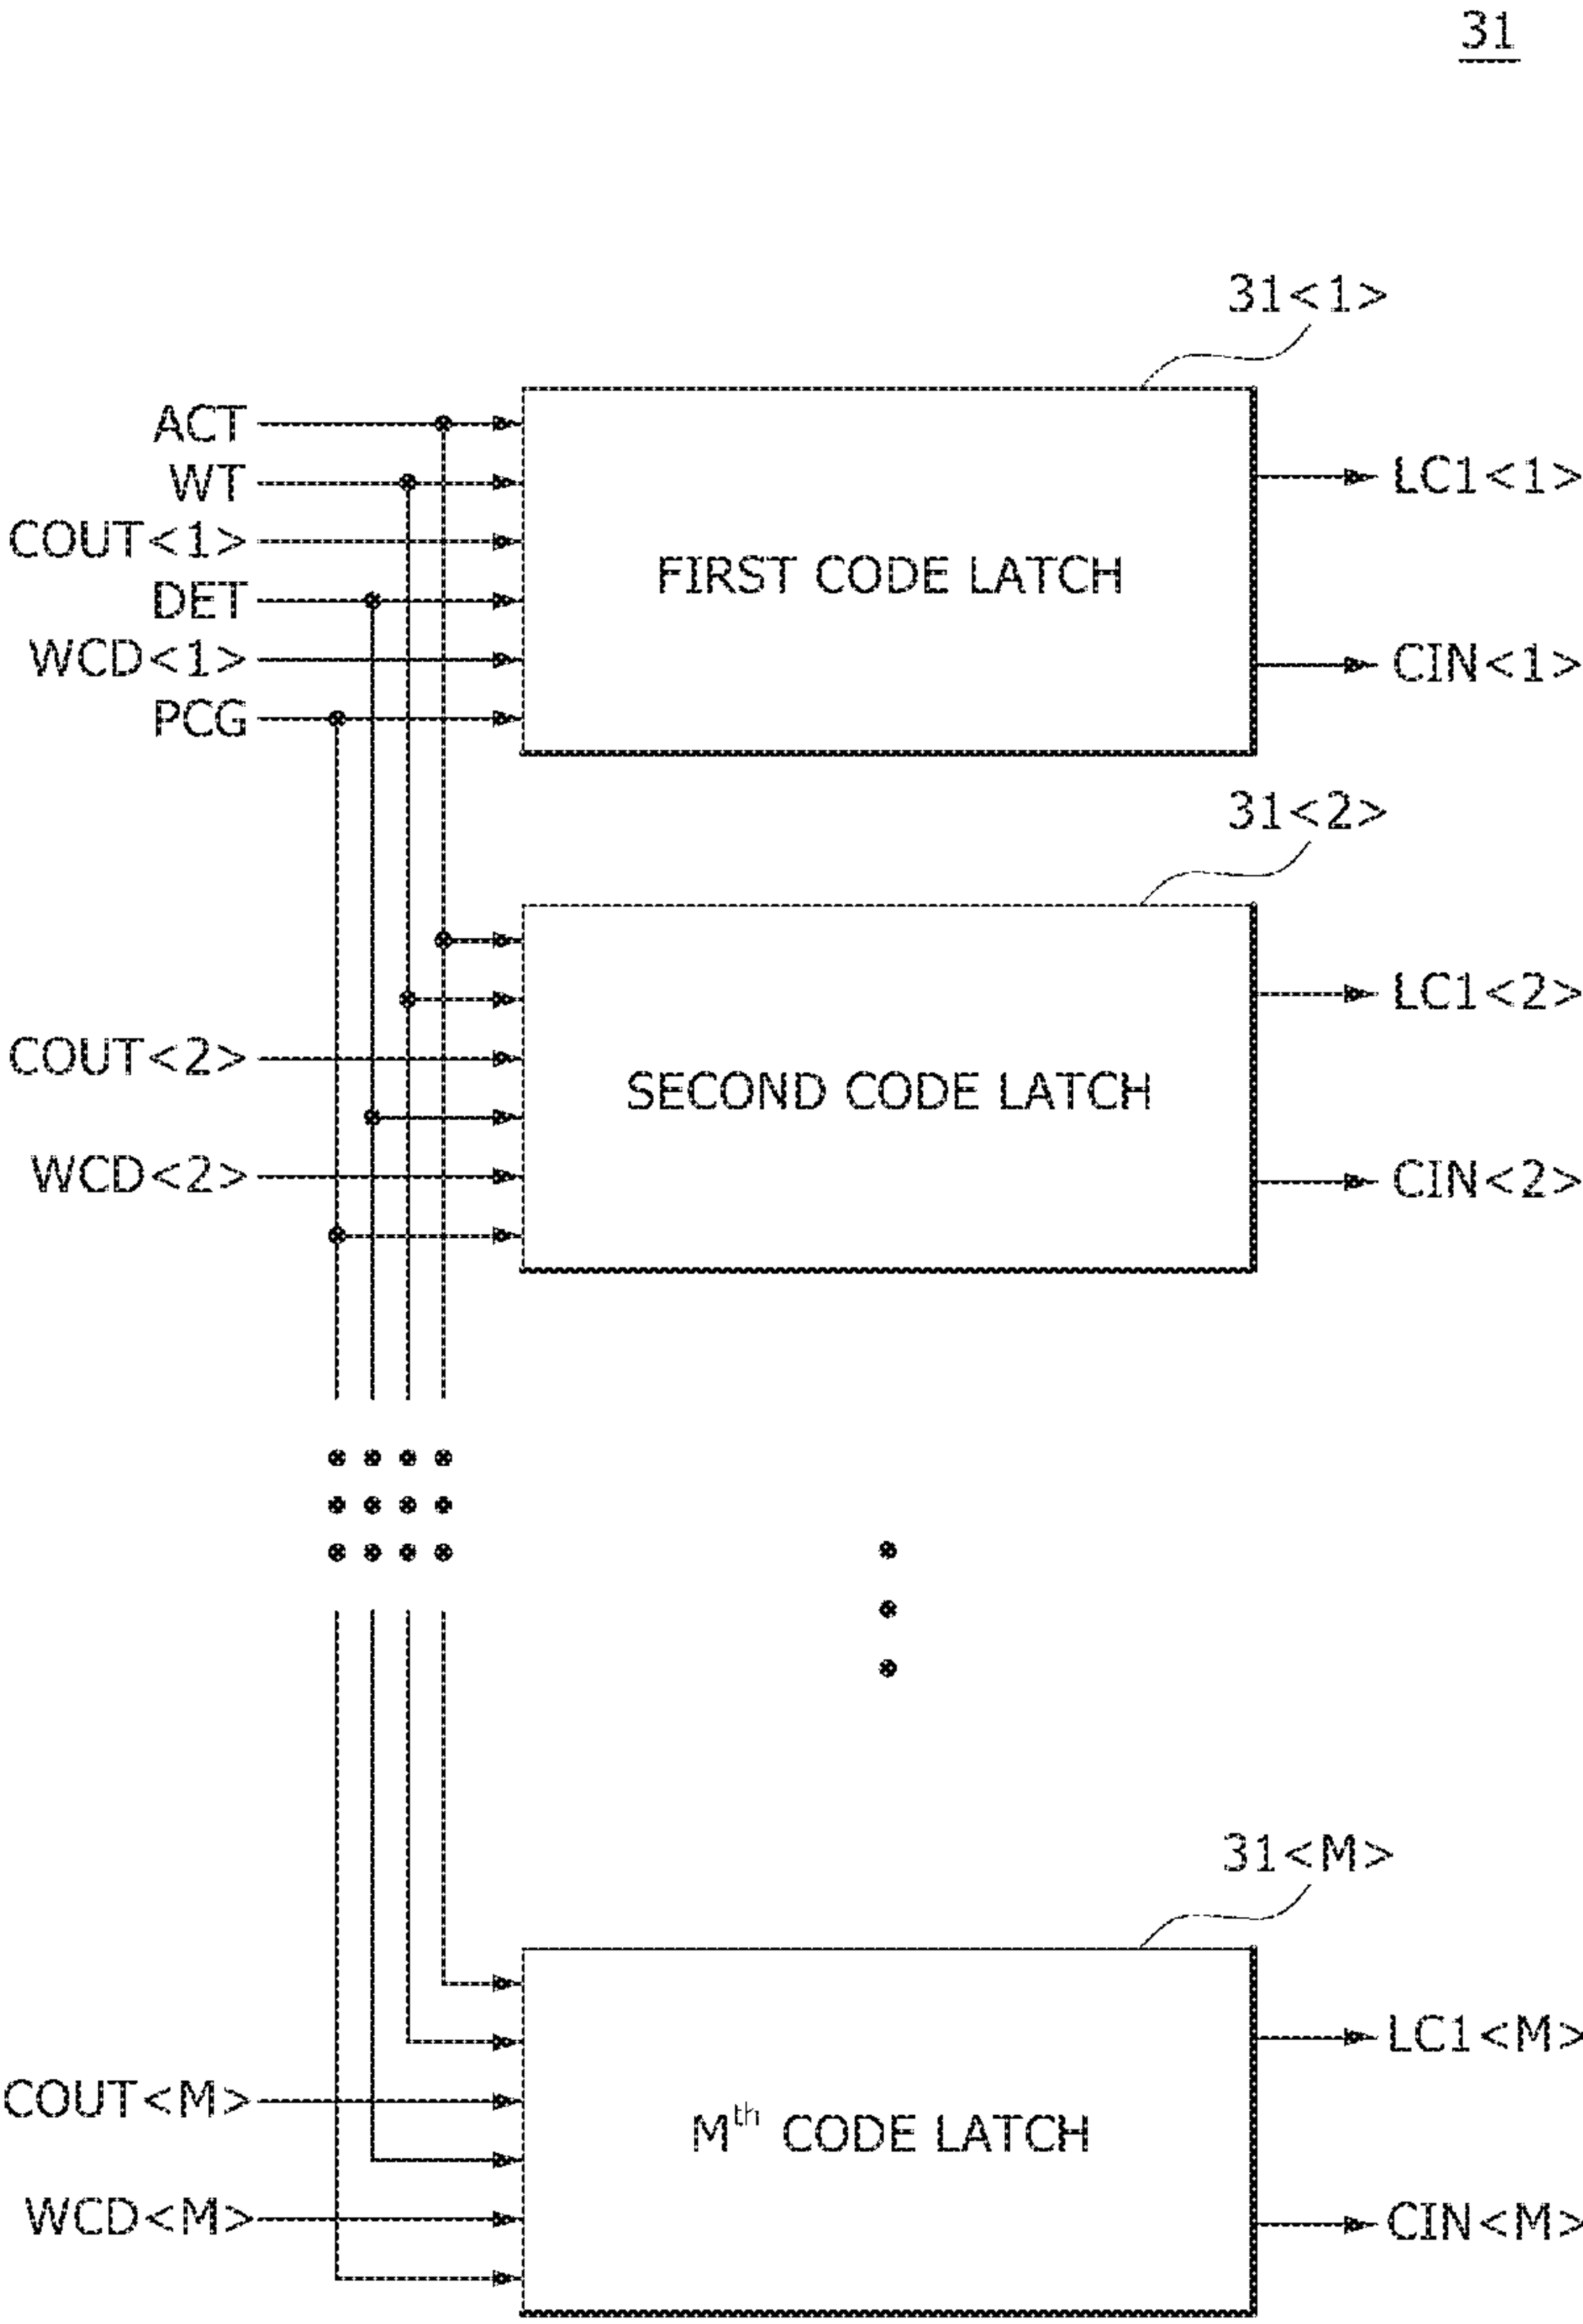 31
31<1>
ACT
WT
COUT<1>
DET
WCD<1>
PCG
FIRST CODE LATCH
LC1<1>
CIN<1>
31<2>
COUT<2>
WCD<2>
SECOND CODE LATCH
LC1<2>
CIN<2>
31<M>
COUT<M>
WCD<M>
Mth CODE LATCH
LC1<M>
CIN<M>